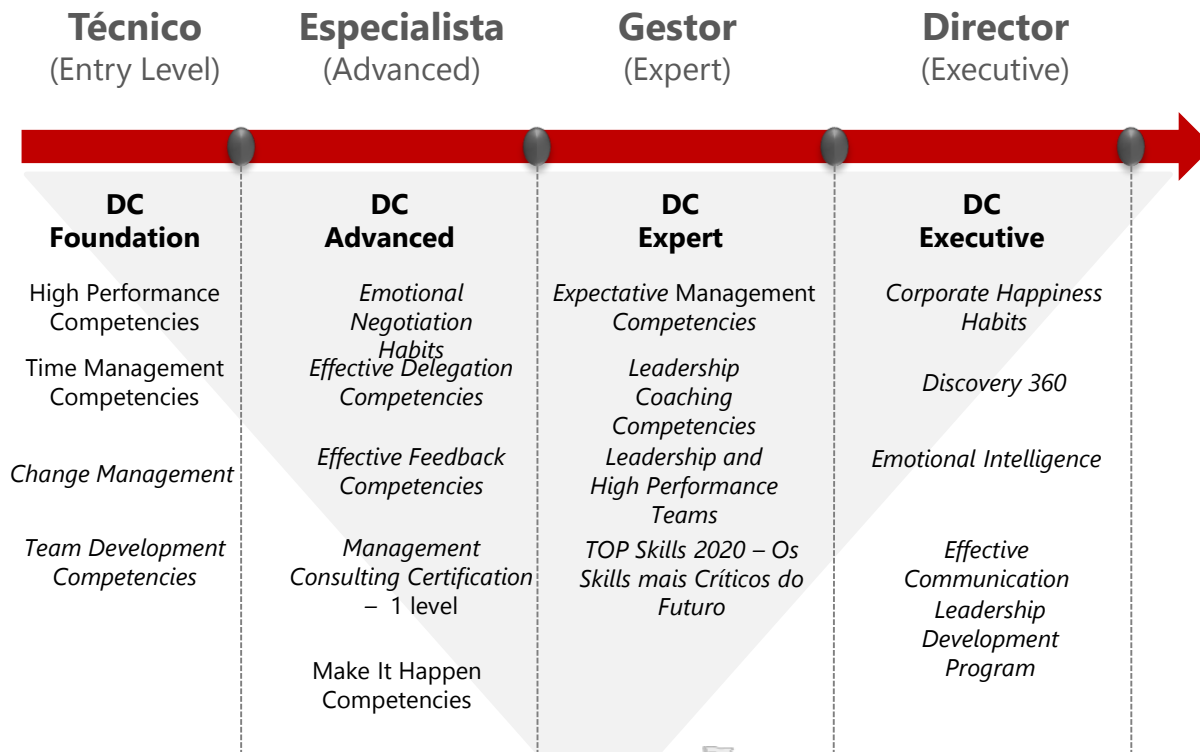 Técnico
(Entry Level)
Especialista
(Advanced)
Gestor
(Expert)
Director
(Executive)
DC
Foundation
High Performance
Competencies
Time Management
Competencies
Change Management
Team Development
Competencies
DC
Advanced
Emotional
Negotiation
Habits
Effective Delegation
Competencies
Effective Feedback
Competencies
Management
Consulting Certification
– 1 level
Make It Happen
Competencies
DC
Expert
Expectative Management
Competencies
Leadership
Coaching
Competencies
Leadership and
High Performance
Teams
TOP Skills 2020 – Os
Skills mais Críticos do
Futuro
DC
Executive
Corporate Happiness
Habits
Discovery 360
Emotional Intelligence
Effective
Communication
Leadership
Development
Program